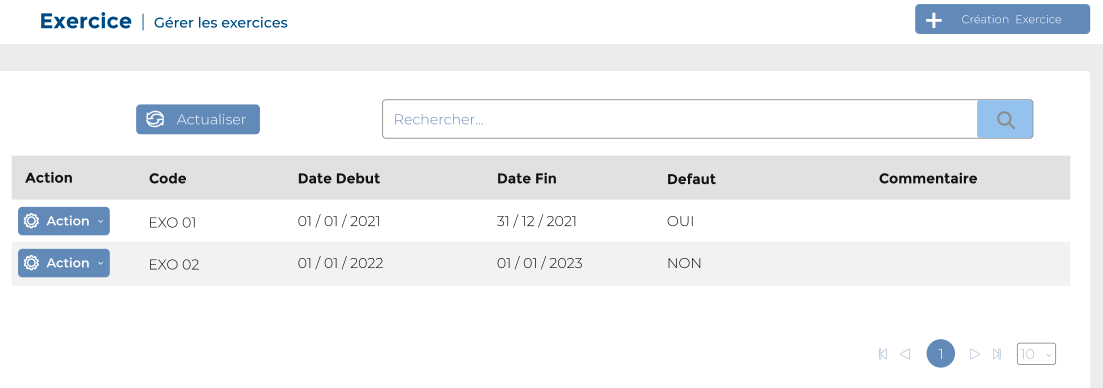 Exercice | Gérer les exercices
Création Exercice
Actualiser
Rechercher...
Action Code Date Debut Date Fin Defaut Commentaire
Action EXO 01 01 / 01 / 2021 31 / 12 / 2021 OUI
Action EXO 02 01 / 01 / 2022 01 / 01 / 2023 NON
1 10